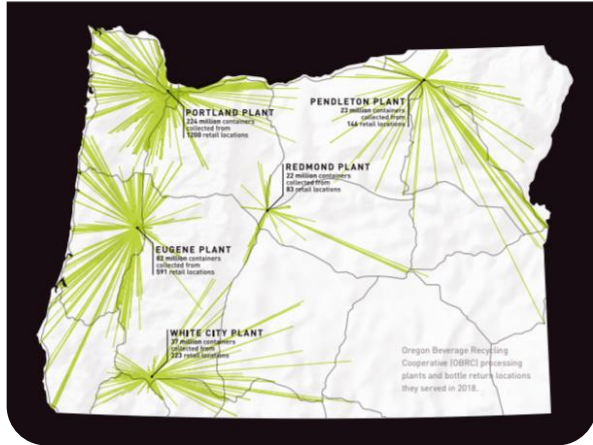 PORTLAND PLANT
224 million containers
collected from
1200 retail locations
PENDLETON PLANT
23 million containers
collected from
146 retail locations
REDMOND PLANT
22 million containers
collected from
83 retail locations
EUGENE PLANT
82 million containers
collected from
591 retail locations
WHITE CITY PLANT
37 million containers
collected from
223 retail locations
Oregon Beverage Recycling
Cooperative (OBRC) processing
plants and bottle return locations
they served in 2018.